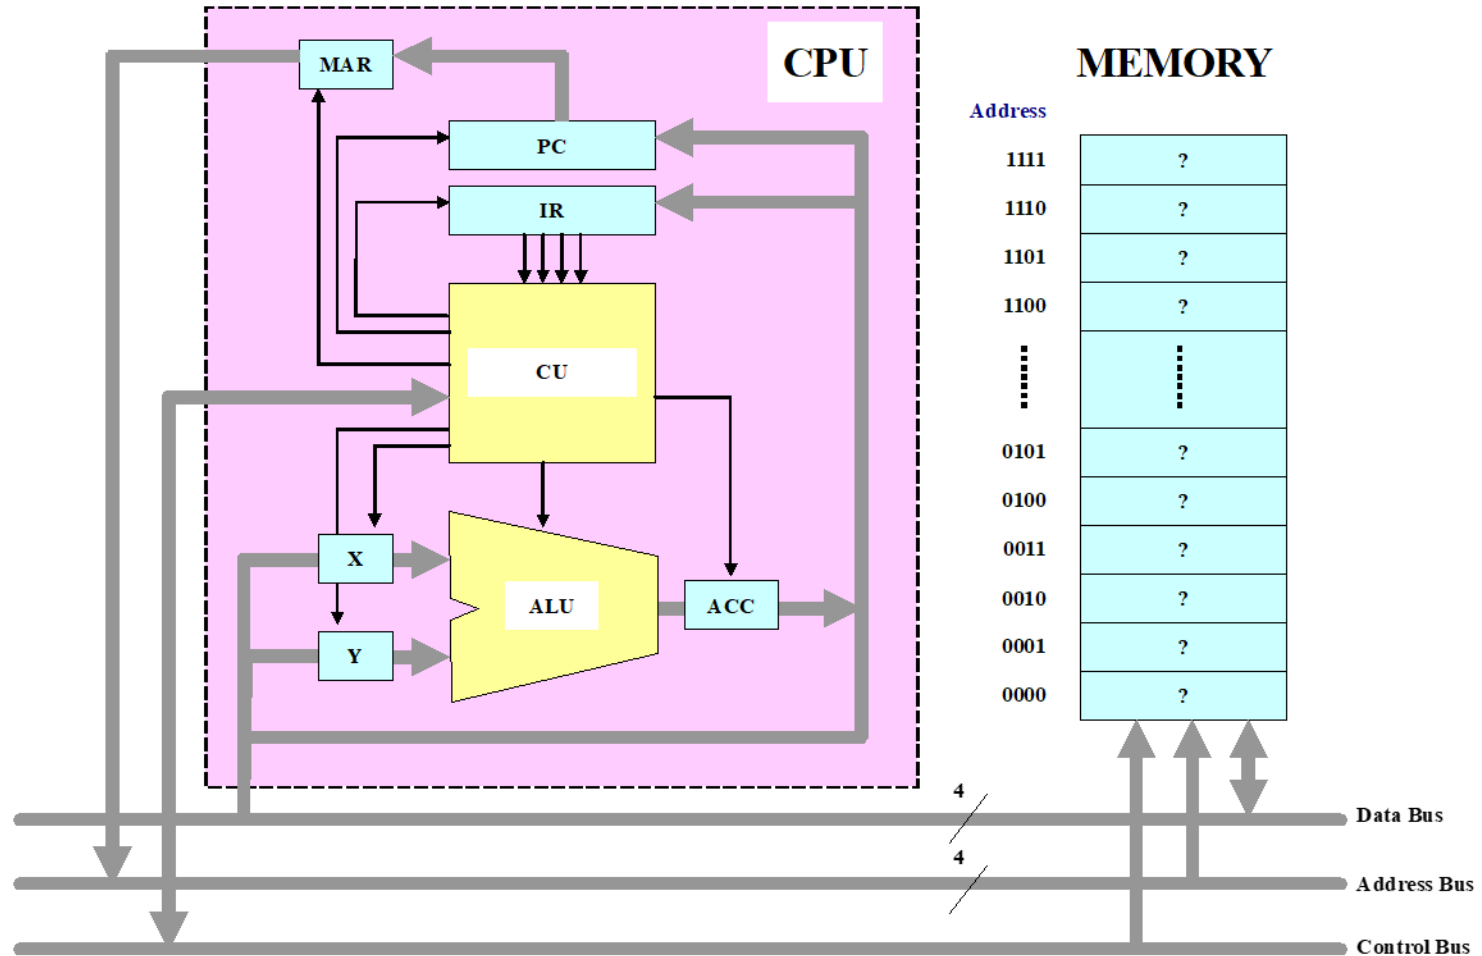 CPU
MEMORY
MAR
Address
PC
1111 ?
IR
1110 ?
1101 ?
1100 ?
CU
0101 ?
0100 ?
X
0011 ?
ALU
ACC
0010 ?
Y
0001 ?
0000 ?
4
Data Bus
4
Address Bus
Control Bus